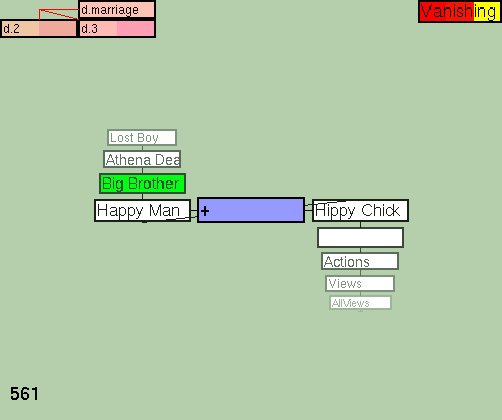 d.marriage
Vanishing
d.2
d.3
Lost Boy
Athena Dea
Big Brother
Happy Man
+
Hippy Chick
Actions
Views
AllViews
561